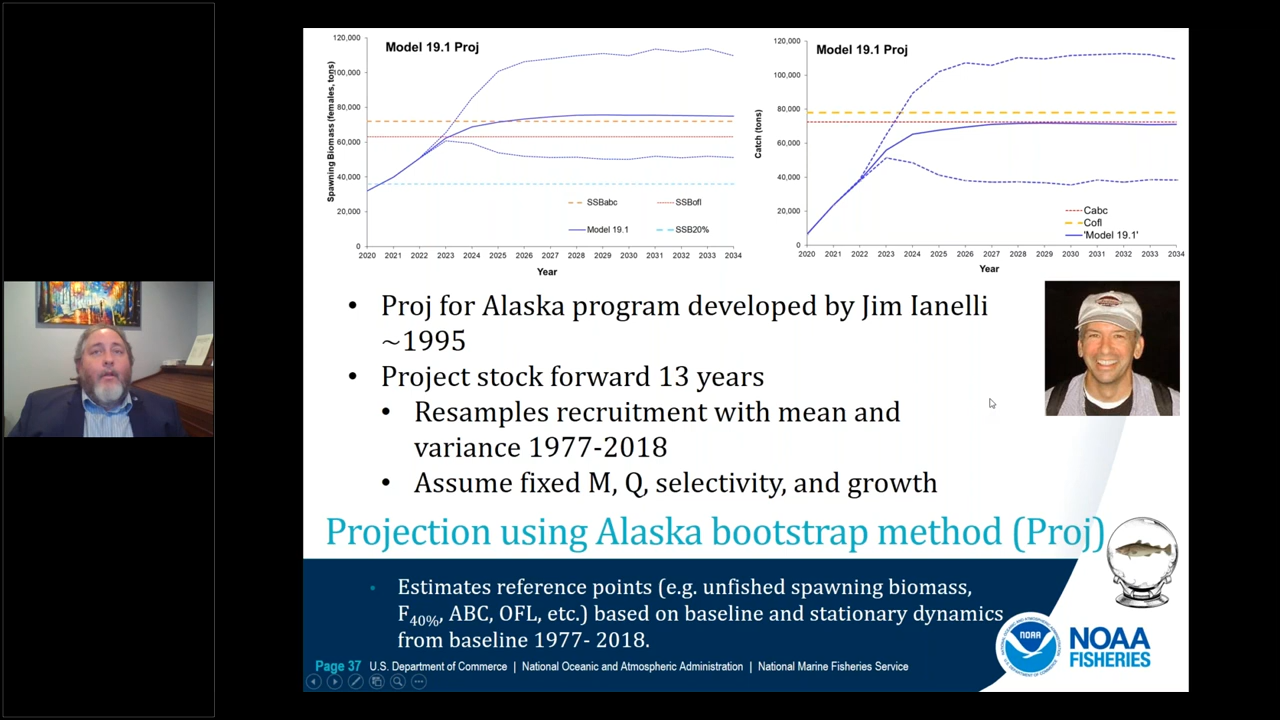 Model 19.1 Proj
Spawning Biomass (females, tons)
120,000
100,000
80,000
60,000
40,000
20,000
0
2020 2021 2022 2023 2024 2025 2026 2027 2028 2029 2030 2031 2032 2033 2034
Year
SSBabc
SSBofl
Model 19.1
SSB20%
Model 19.1 Proj
Catch (tons)
120,000
100,000
80,000
60,000
40,000
20,000
0
2020 2021 2022 2023 2024 2025 2026 2027 2028 2029 2030 2031 2032 2033 2034
Year
Cabc
Cofl
'Model 19.1'
• Proj for Alaska program developed by Jim Ianelli
~1995
• Project stock forward 13 years
• Resamples recruitment with mean and
variance 1977-2018
• Assume fixed M, Q, selectivity, and growth
Projection using Alaska bootstrap method (Proj)
Estimates reference points (e.g. unfished spawning biomass,
F40%, ABC, OFL, etc.) based on baseline and stationary dynamics
from baseline 1977- 2018.
NOAA
NOAA
FISHERIES
Page 37 U.S. Department of Commerce | National Oceanic and Atmospheric Administration | National Marine Fisheries Service